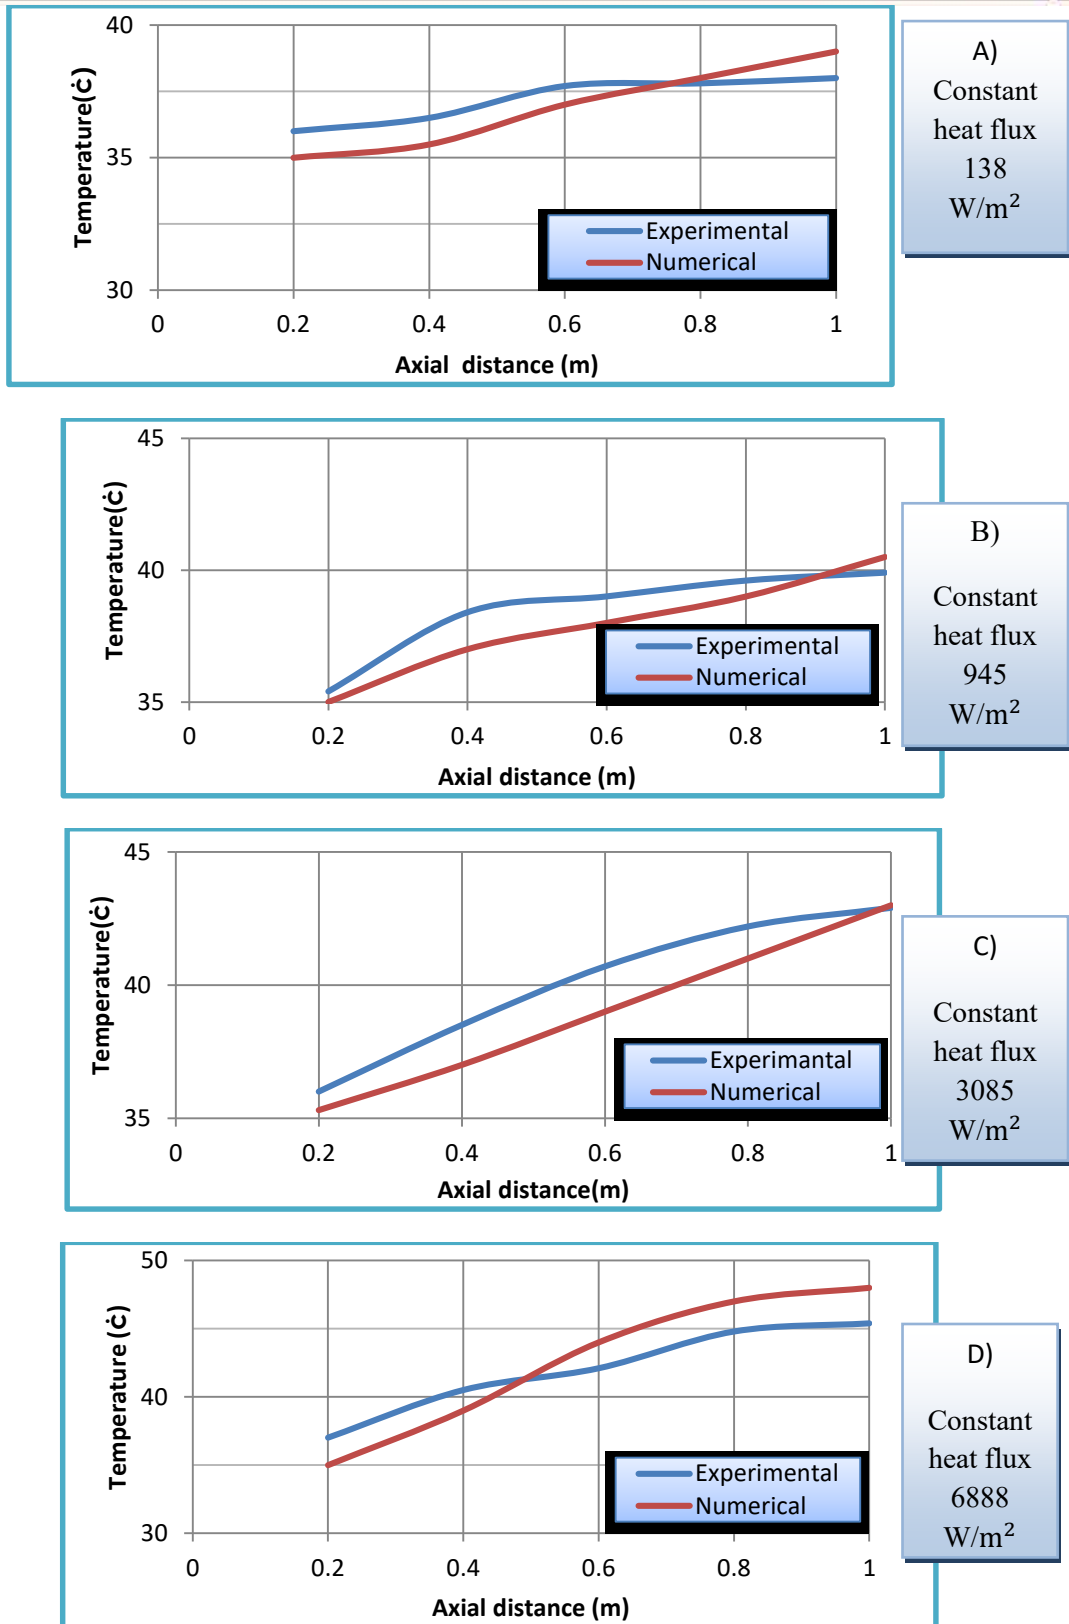 40
35
30
Temperature(ċ)
Experimental
Numerical
0 0.2 0.4 0.6 0.8 1
Axial distance (m)
A)
Constant
heat flux
138
W/m²
45
40
35
Temperature(ċ)
Experimental
Numerical
0 0.2 0.4 0.6 0.8 1
Axial distance (m)
B)
Constant
heat flux
945
W/m²
45
40
35
Temperature(ċ)
Experimantal
Numerical
0 0.2 0.4 0.6 0.8 1
Axial distance(m)
C)
Constant
heat flux
3085
W/m²
50
40
30
Temperature (ċ)
Experimental
Numerical
0 0.2 0.4 0.6 0.8 1
Axial distance (m)
D)
Constant
heat flux
6888
W/m²